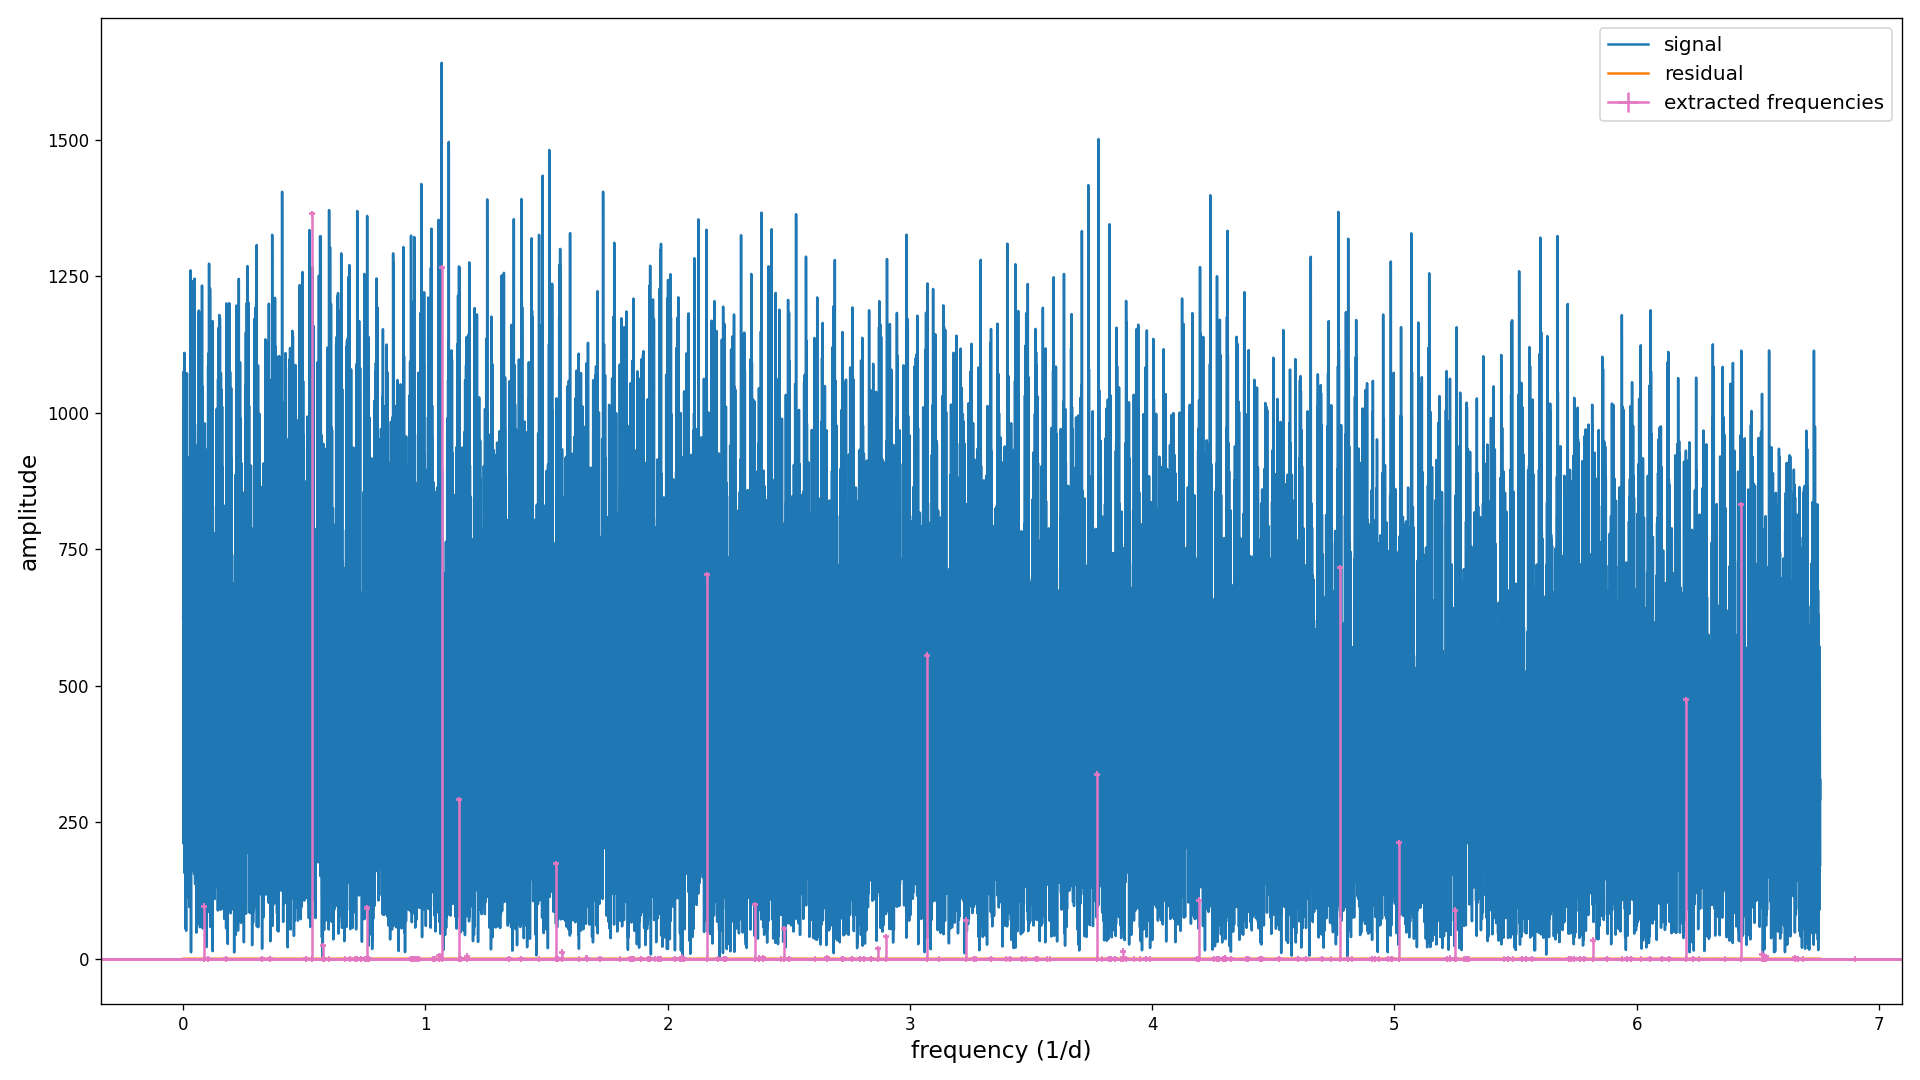 signal
residual
extracted frequencies
amplitude
1500
1250
1000
750
500
250
0
0 1 2 3 4 5 6 7
frequency (1/d)